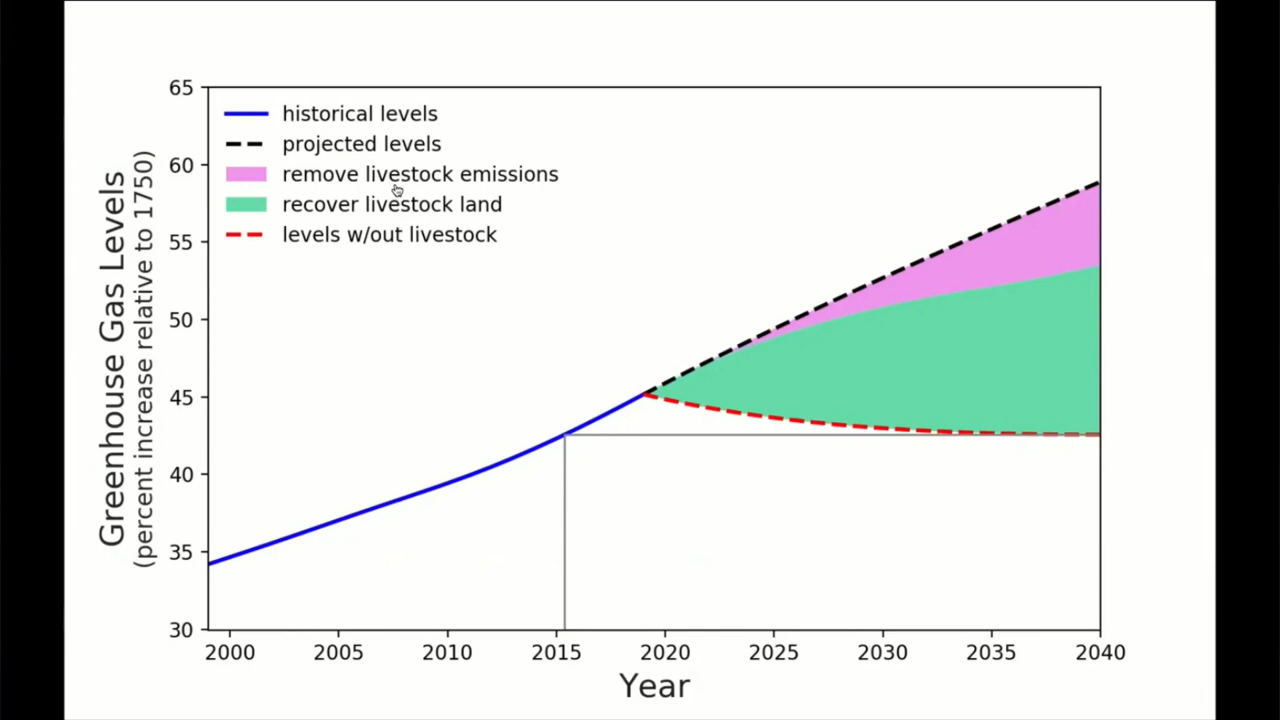 65
60
55
50
45
40
35
30
historical levels
projected levels
remove livestock emissions
recover livestock land
levels w/out livestock
Greenhouse Gas Levels
(percent increase relative to 1750)
2000 2005 2010 2015 2020 2025 2030 2035 2040
Year